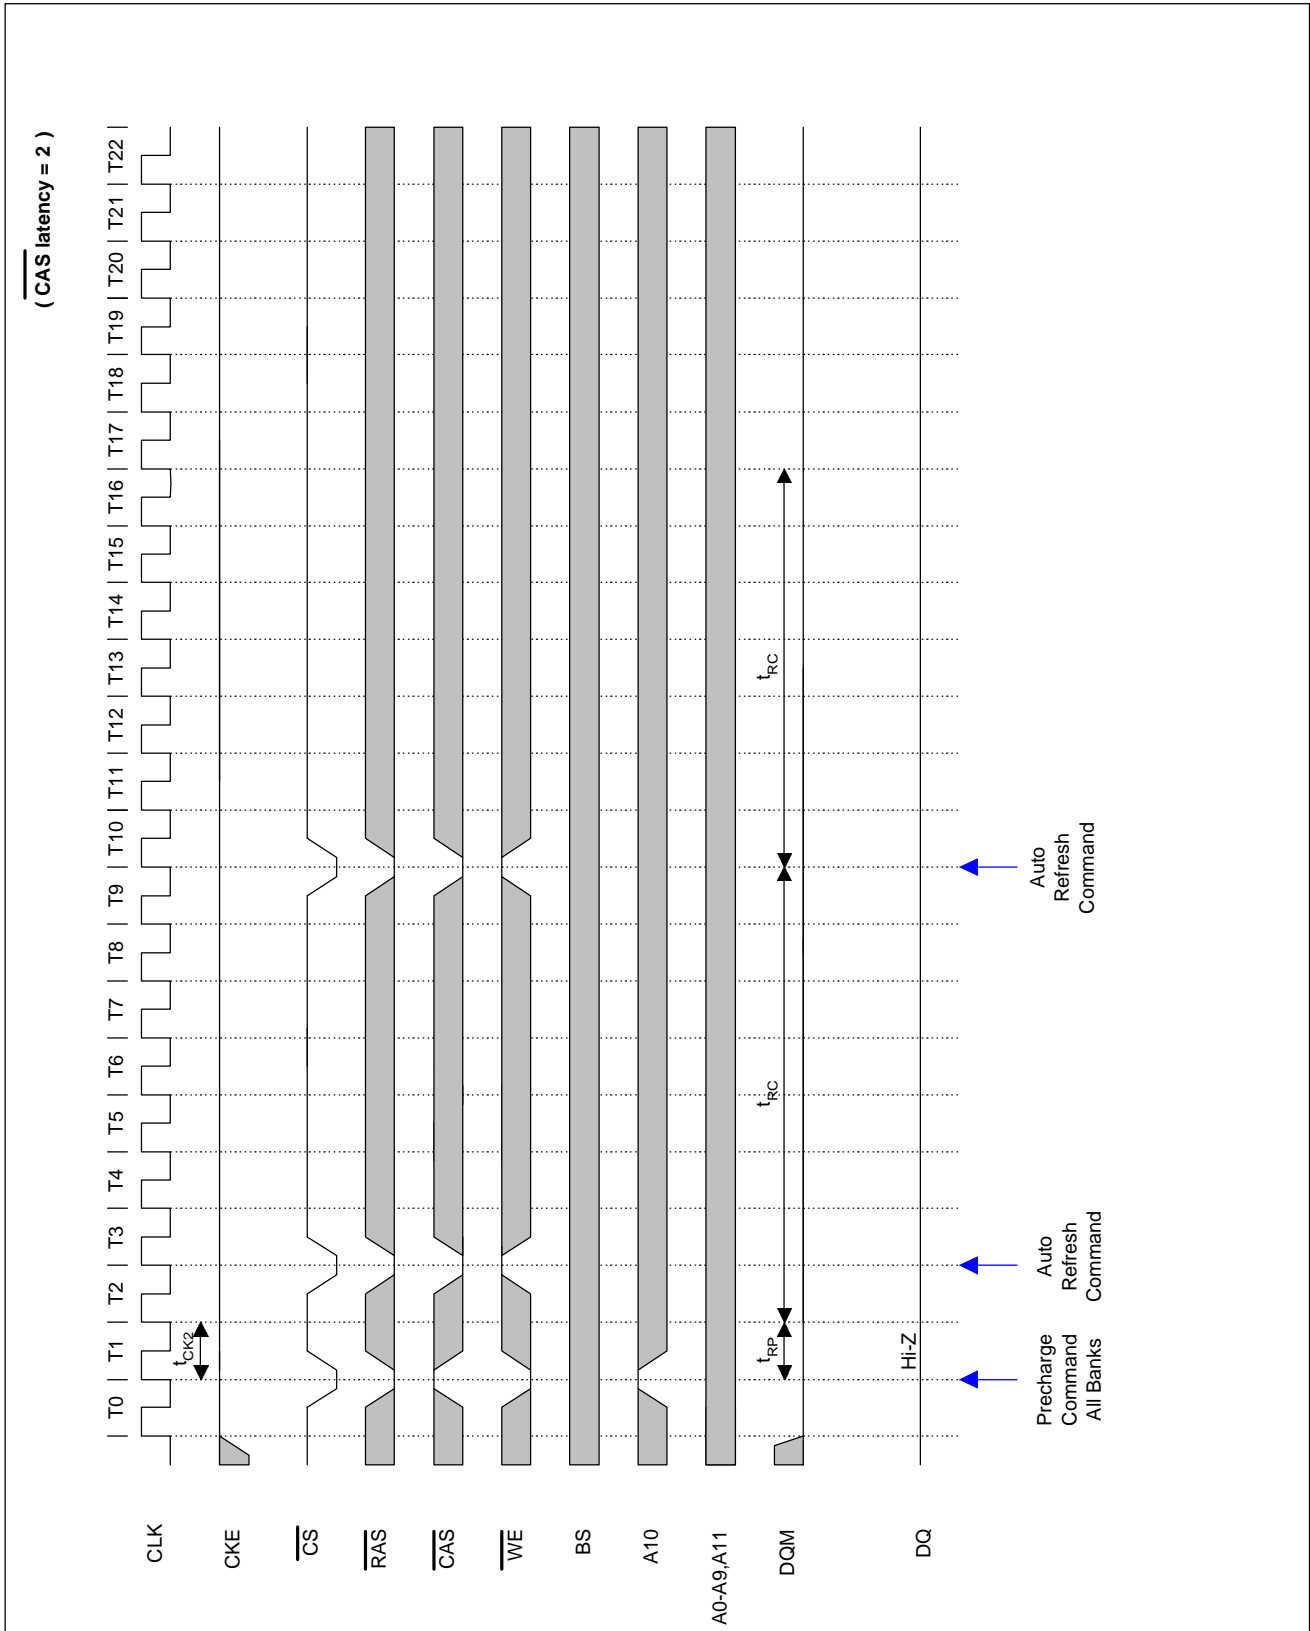 ( CAS latency = 2 )
T0 T1 T2 T3 T4 T5 T6 T7 T8 T9 T10 T11 T12 T13 T14 T15 T16 T17 T18 T19 T20 T21 T22
CLK
tCK2
CKE
CS
RAS
CAS
WE
BS
A10
A0-A9,A11
DQM
tRP
tRC
tRC
DQ
Hi-Z
Precharge
Command
All Banks
Auto
Refresh
Command
Auto
Refresh
Command